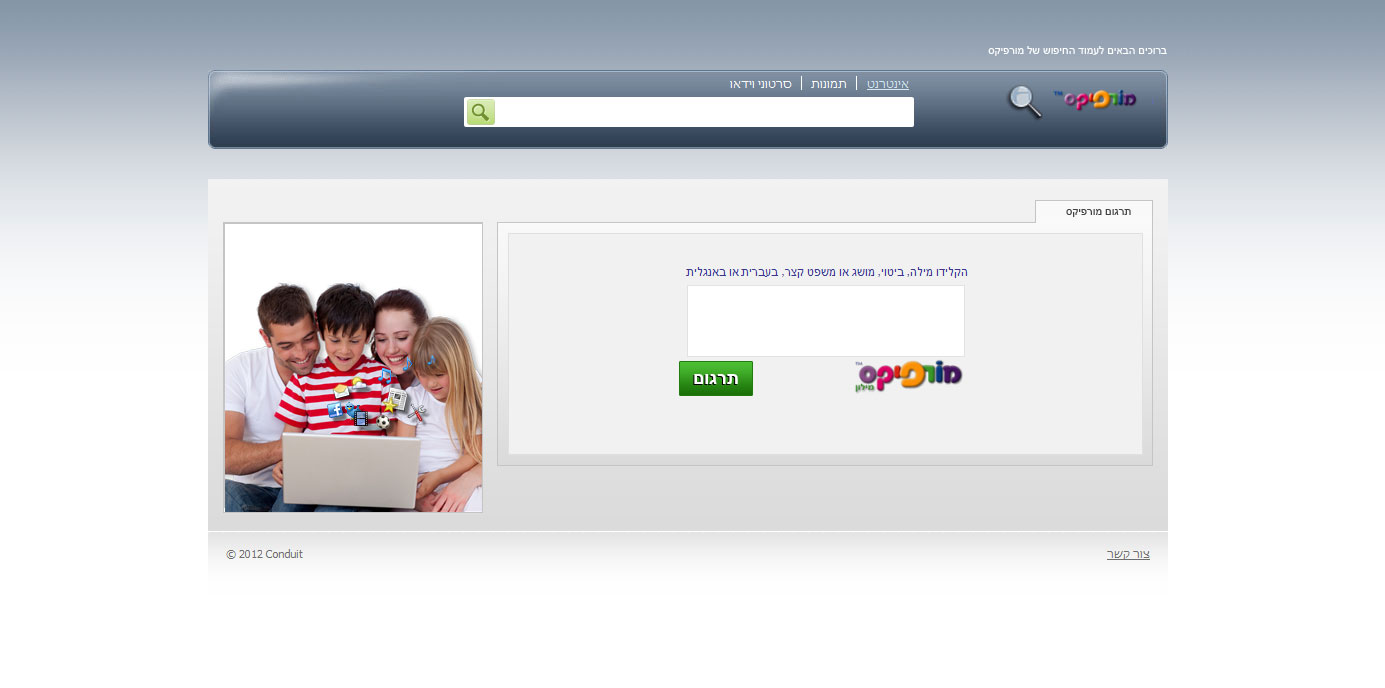 ברוכים הבאים לעמוד החיפוש של מורפיקס
מורפיקס™
אינטרנט | תמונות | סרטוני וידאו
תרגום מורפיקס
הקלידו מילה, ביטוי, מושג או משפט קצר, בעברית או באנגלית
מורפיקס™
מילון
תרגום
צור קשר
© 2012 Conduit